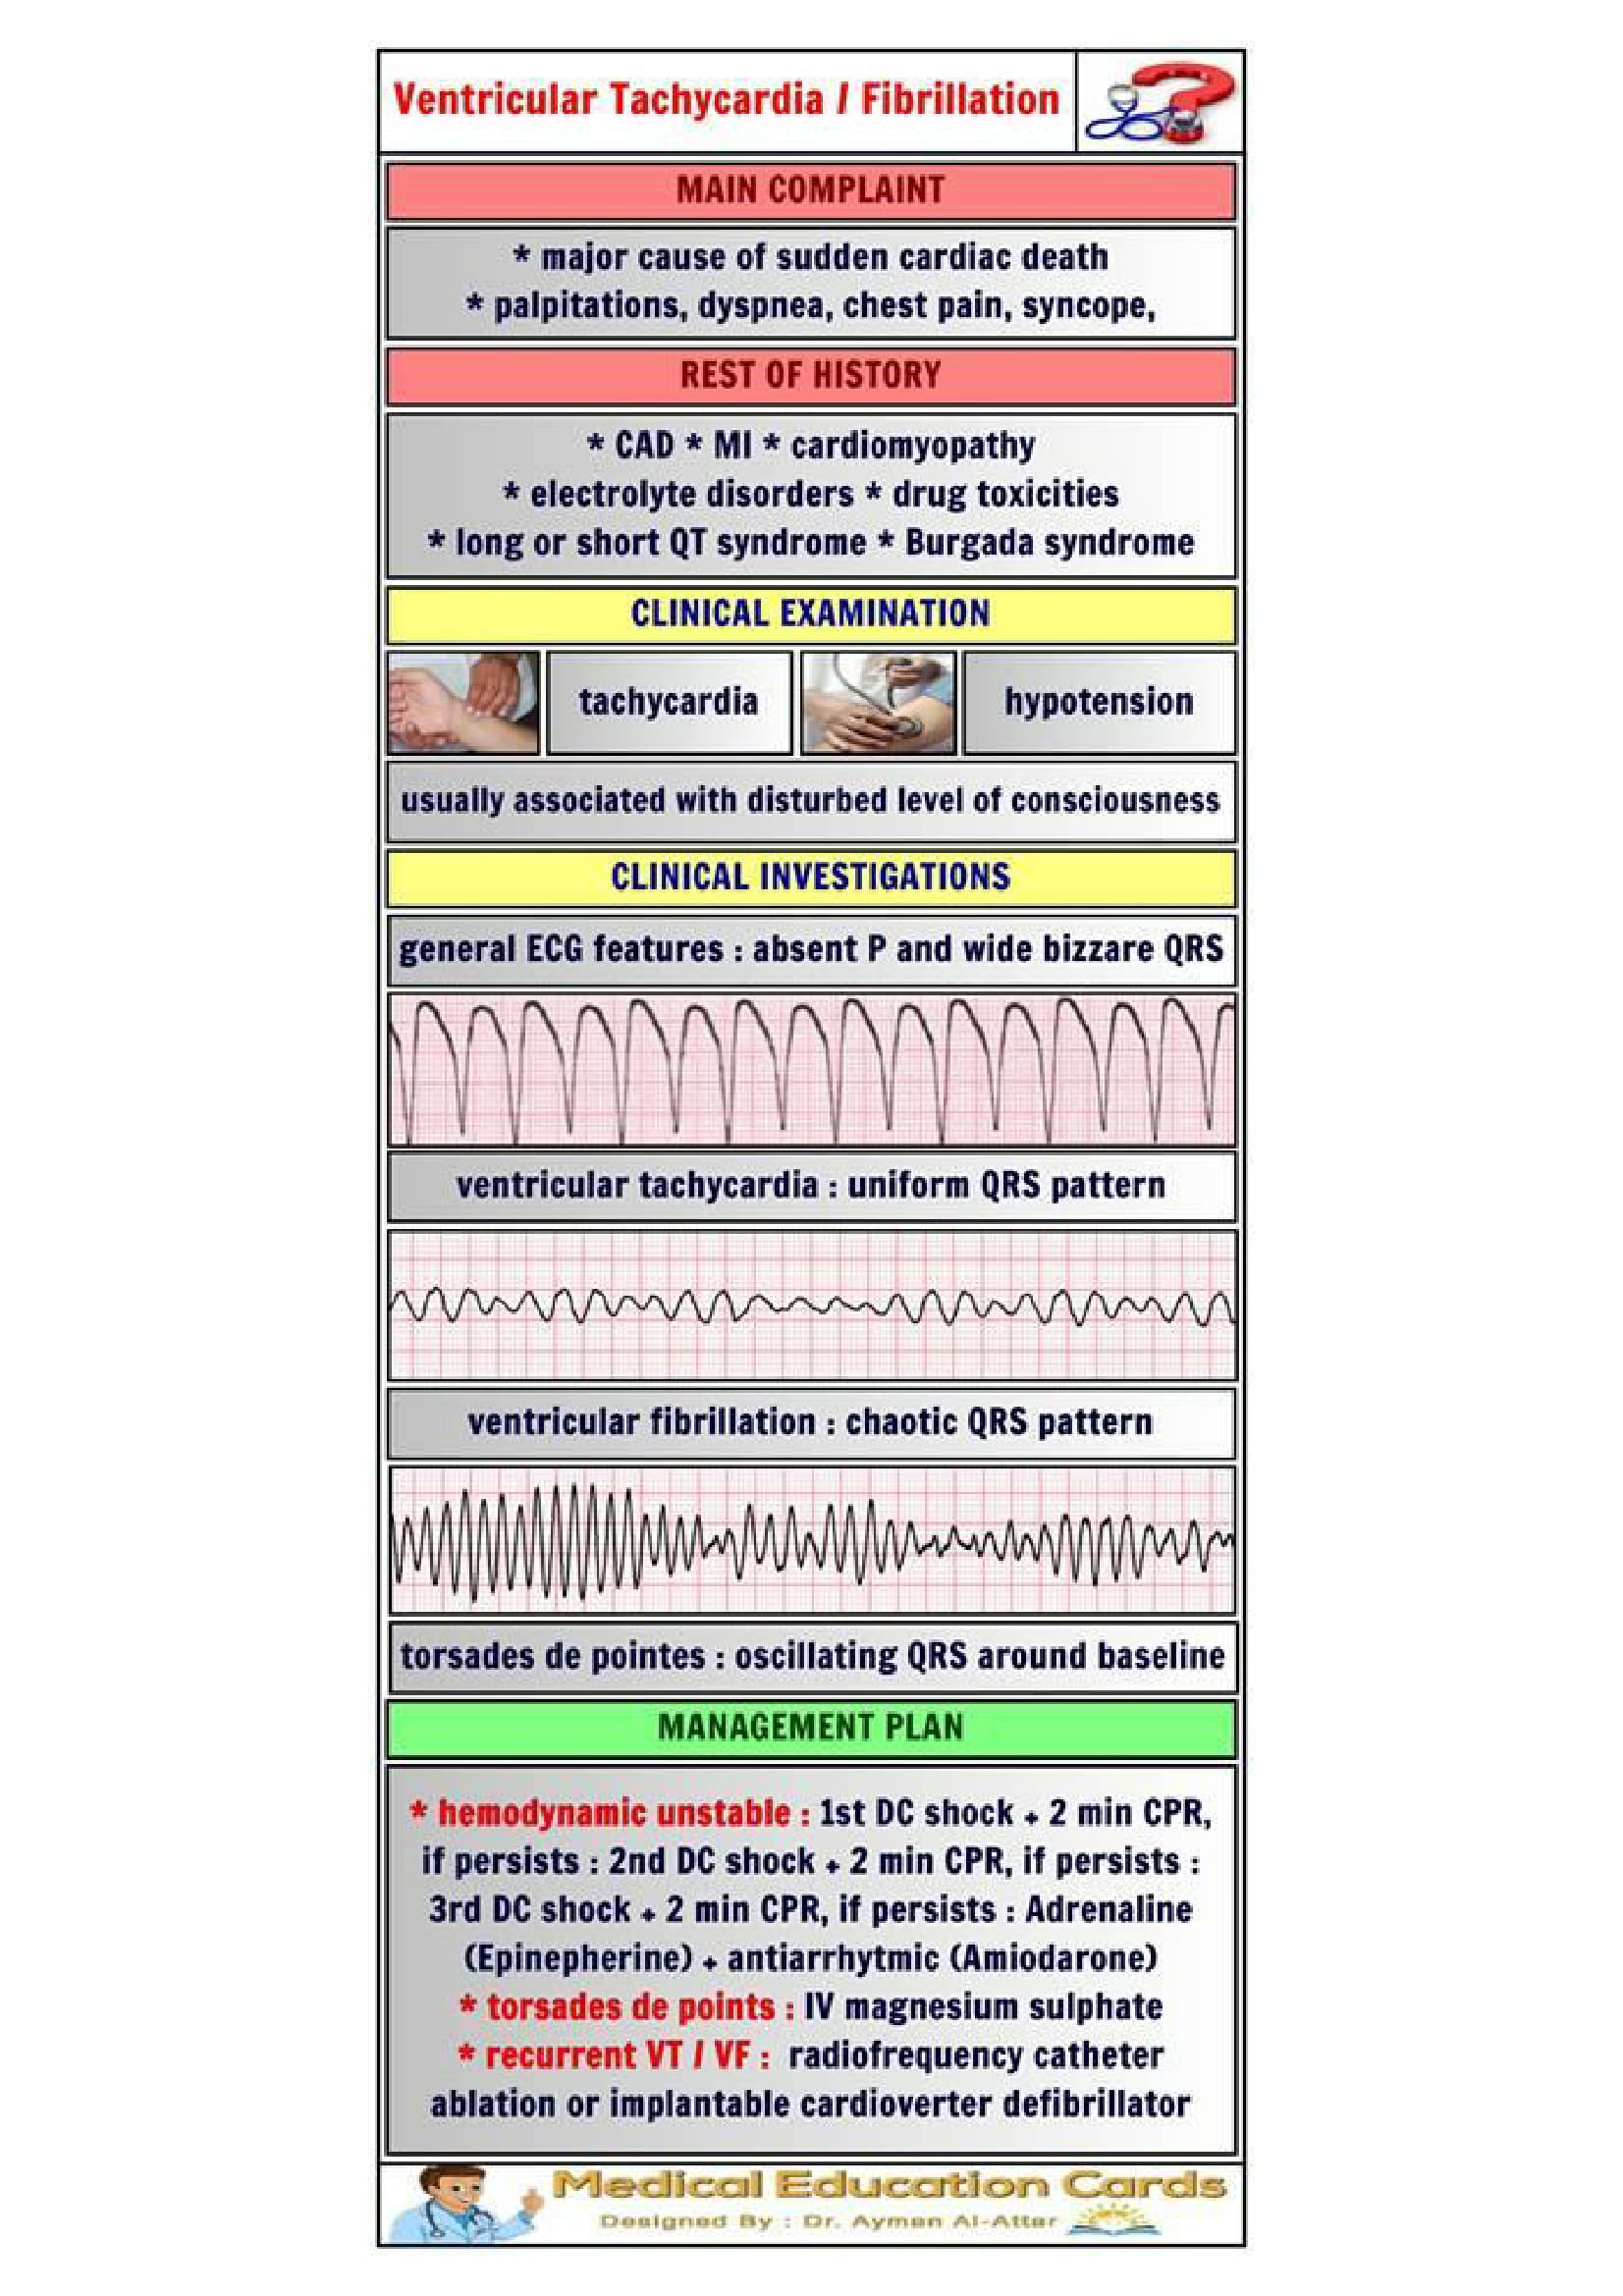 Ventricular Tachycardia / Fibrillation
MAIN COMPLAINT
* major cause of sudden cardiac death
* palpitations, dyspnea, chest pain, syncope,
REST OF HISTORY
* CAD * MI * cardiomyopathy
* electrolyte disorders * drug toxicities
* long or short QT syndrome * Burgada syndrome
CLINICAL EXAMINATION
tachycardia
hypotension
usually associated with disturbed level of consciousness
CLINICAL INVESTIGATIONS
general ECG features : absent P and wide bizzare QRS
ventricular tachycardia : uniform QRS pattern
ventricular fibrillation : chaotic QRS pattern
torsades de pointes : oscillating QRS around baseline
MANAGEMENT PLAN
* hemodynamic unstable : 1st DC shock + 2 min CPR,
if persists : 2nd DC shock + 2 min CPR, if persists :
3rd DC shock + 2 min CPR, if persists : Adrenaline
(Epinepherine) + antiarrhytmic (Amiodarone)
* torsades de points : IV magnesium sulphate
* recurrent VT / VF : radiofrequency catheter
ablation or implantable cardioverter defibrillator
Medical Education Cards
Designed By : Dr. Ayman Al-Attar